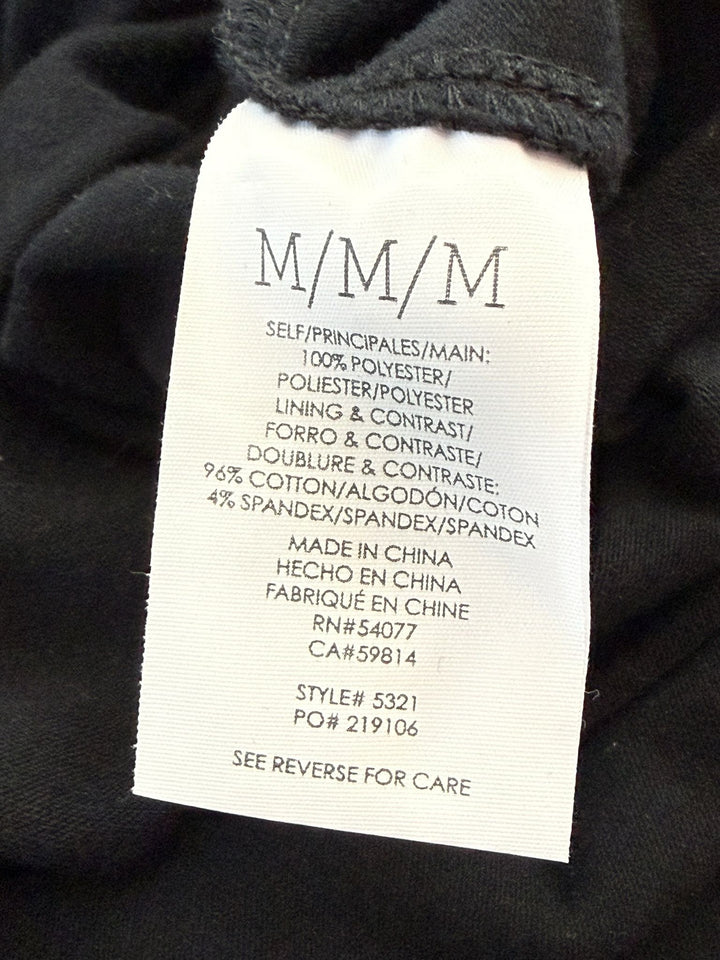 M/M/M
SELF/PRINCIPALES/MAIN:
100% POLYESTER/
POLIESTER/POLYESTER
LINING & CONTRAST/
FORRO & CONTRASTE/
DOUBLURE & CONTRASTE:
96% COTTON/ALGODÓN/COTON
4% SPANDEX/SPANDEX/SPANDEX
MADE IN CHINA
HECHO EN CHINA
FABRIQUÉ EN CHINE
RN#54077
CA#59814
STYLE# 5321
PO# 219106
SEE REVERSE FOR CARE